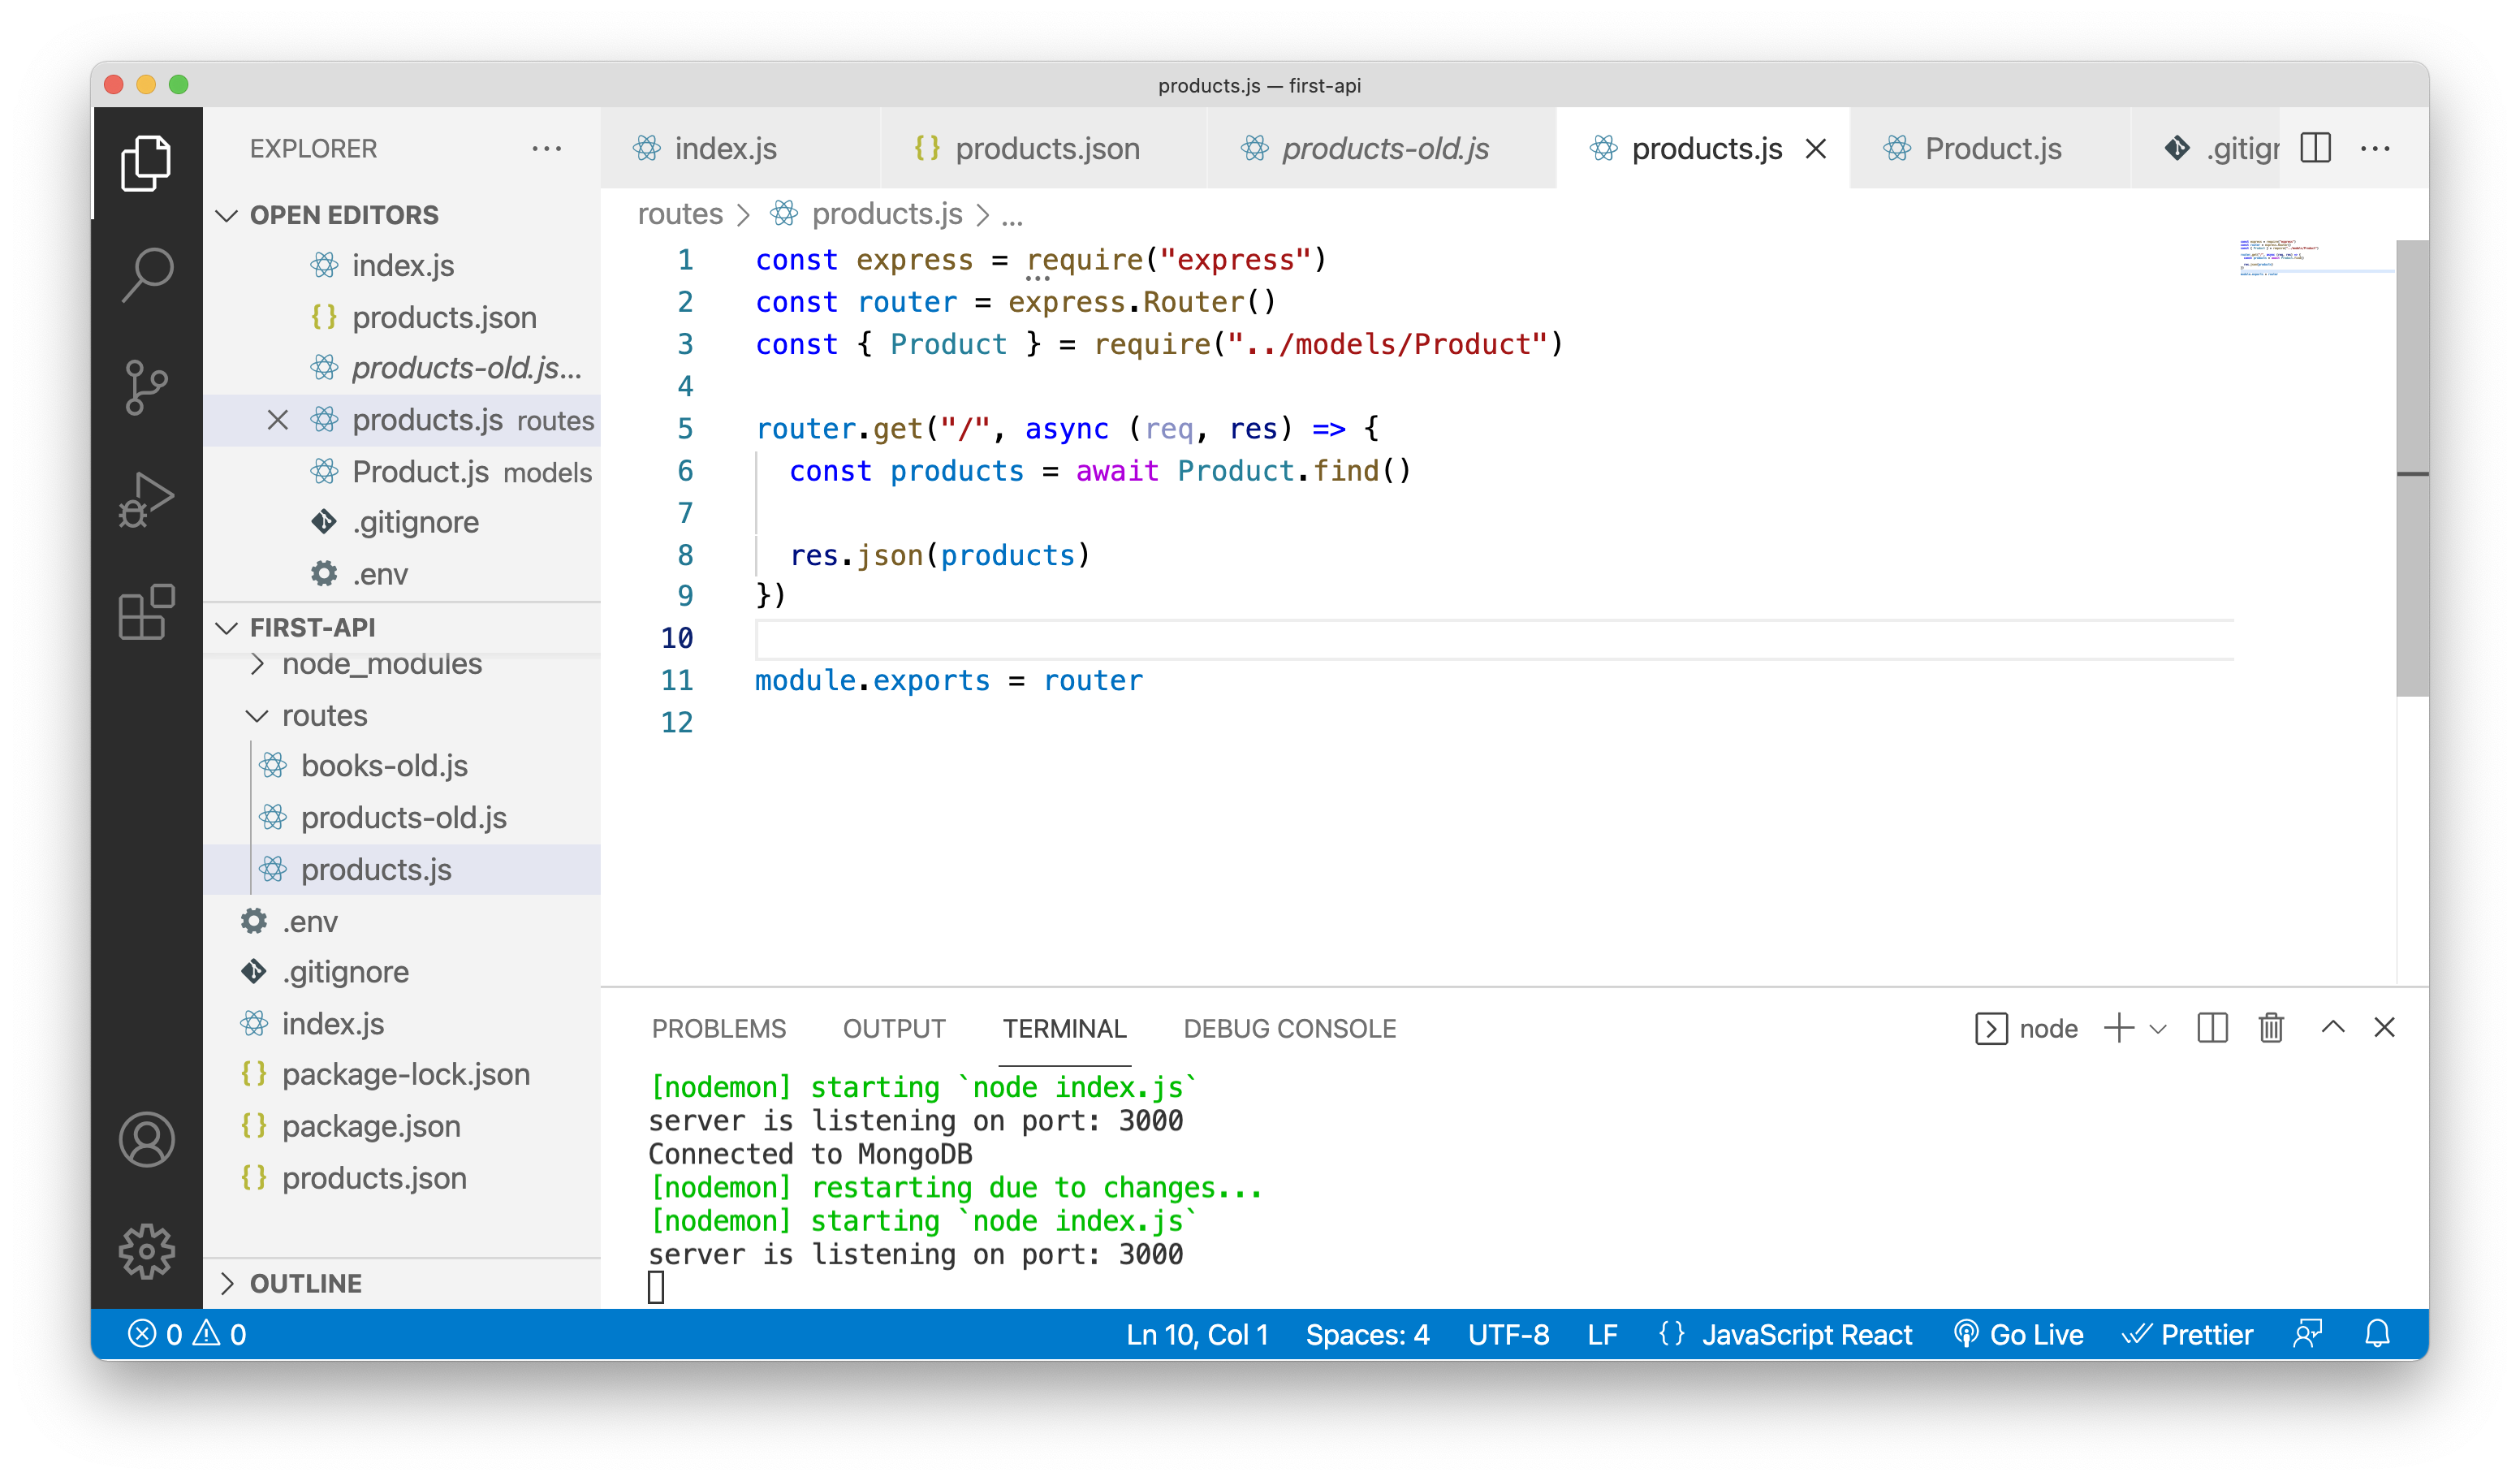 products.js — first-api
EXPLORER
OPEN EDITORS
index.js
products.json
products-old.js...
products.js routes
Product.js models
.gitignore
.env
FIRST-API
node_modules
routes
books-old.js
products-old.js
products.js
.env
.gitignore
index.js
package-lock.json
package.json
products.json
OUTLINE
index.js products.json products-old.js products.js Product.js .gitigr
routes > products.js > ...
1 const express = require("express")
2 const router = express.Router()
3 const { Product } = require("../models/Product")
4
5 router.get("/", async (req, res) => {
6 const products = await Product.find()
7
8 res.json(products)
9 })
10
11 module.exports = router
12
PROBLEMS OUTPUT TERMINAL DEBUG CONSOLE node
[nodemon] starting `node index.js`
server is listening on port: 3000
Connected to MongoDB
[nodemon] restarting due to changes...
[nodemon] starting `node index.js`
server is listening on port: 3000
0 0 Ln 10, Col 1 Spaces: 4 UTF-8 LF {} JavaScript React Go Live Prettier